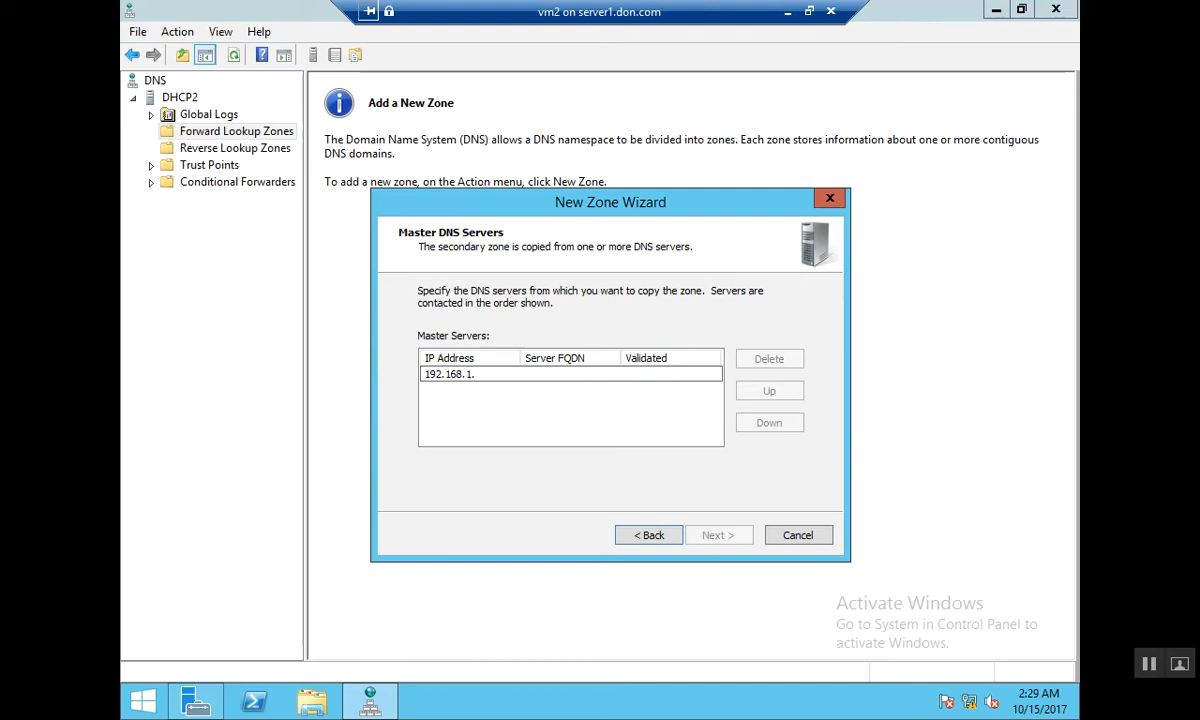 vm2 on server1.don.com
File Action View Help
DNS
DHCP2
Global Logs
Forward Lookup Zones
Reverse Lookup Zones
Trust Points
Conditional Forwarders
Add a New Zone
The Domain Name System (DNS) allows a DNS namespace to be divided into zones. Each zone stores information about one or more contiguous
DNS domains.
To add a new zone, on the Action menu, click New Zone.
New Zone Wizard
Master DNS Servers
The secondary zone is copied from one or more DNS servers.
Specify the DNS servers from which you want to copy the zone. Servers are
contacted in the order shown.
Master Servers:
IP Address Server FQDN Validated
192.168.1.
Delete
Up
Down
< Back Next > Cancel
Activate Windows
Go to System in Control Panel to
activate Windows.
2:29 AM
10/15/2017